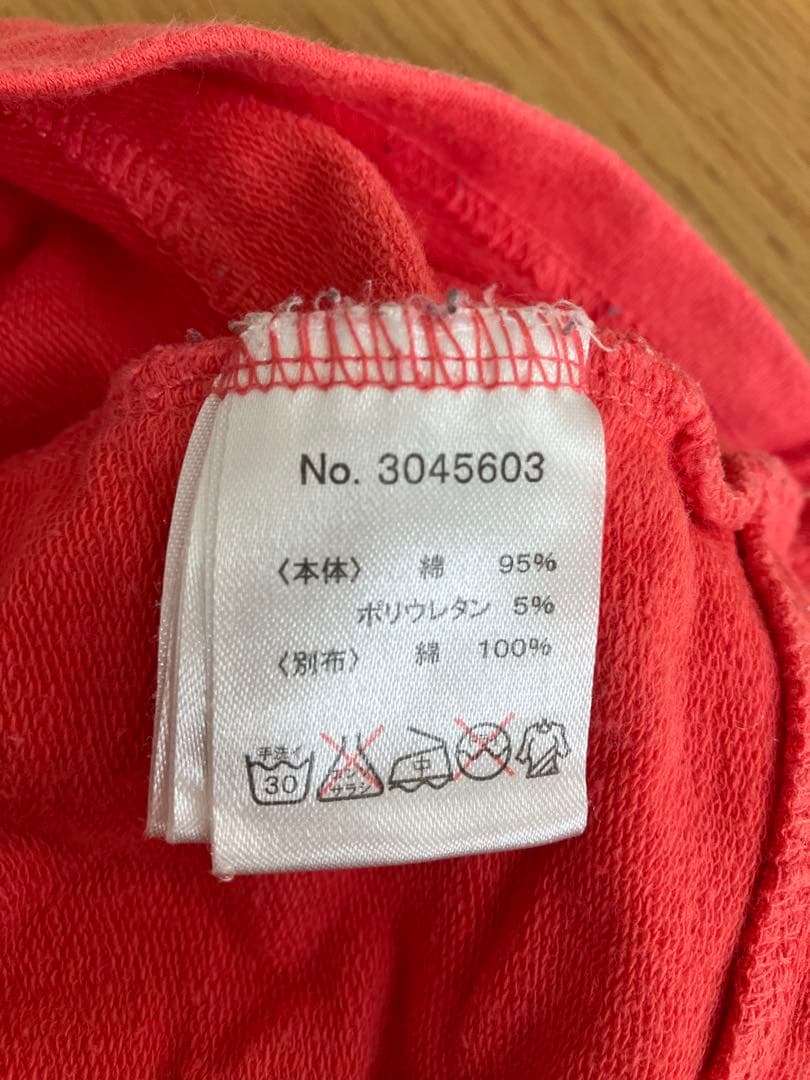 No. 3045603
〈本体〉 綿 95%
ポリウレタン 5%
〈別布〉 綿 100%
手洗イ
30
エンソ
サラシ
中